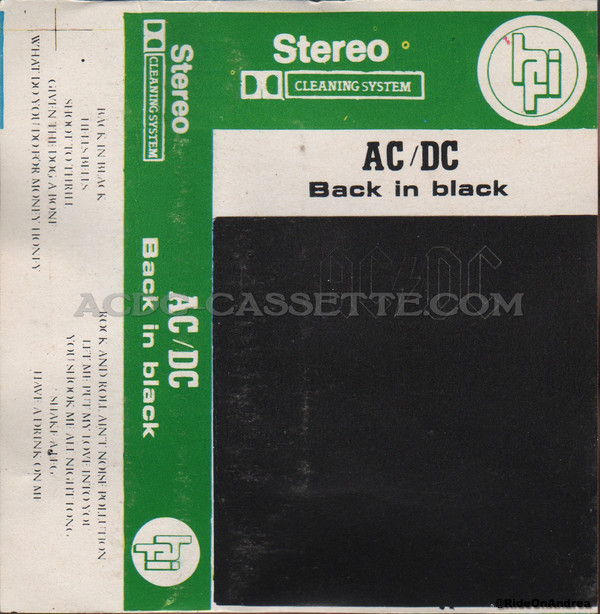 Stereo
CLEANING SYSTEM
AC/DC
Back in black
AC/DC
Stereo
CLEANING SYSTEM
AC/DC
Back in black
BACK IN BLACK
HELS BELLS
SHOOT TO THRILL
GIVEN THE DOG A BONE
WHAT DO YOU DO FOR MONEY HONEY
ROCK AND ROLL AIN'T NOISE POLLUTION
LET ME PUT MY LOVE INTO YOU
YOU SHOOK ME ALL NIGHT LONG.
SHAKE A LEG
HAVE A DRINK ON ME
ACDC-CASSETTE.COM
@RideOnAndrea